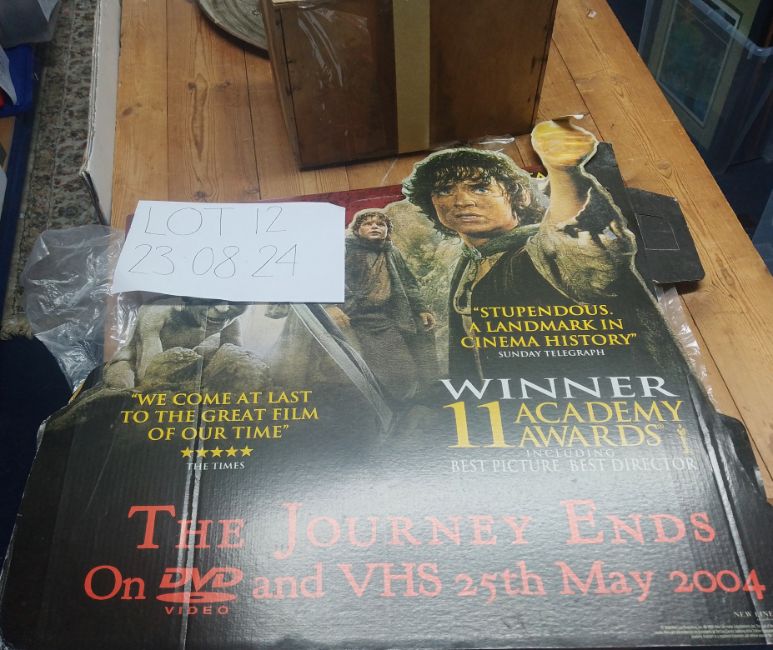 LOT 12
23.08.24
"STUPENDOUS.
A LANDMARK IN
CINEMA HISTORY"
SUNDAY TELEGRAPH
"WE COME AT LAST
TO THE GREAT FILM
OF OUR TIME"
★★★★★
THE TIMES
WINNER
11 ACADEMY
AWARDS®
INCLUDING
BEST PICTURE BEST DIRECTOR
THE JOURNEY ENDS
On DVD and VHS 25th May 2004
VIDEO
NEW LINE